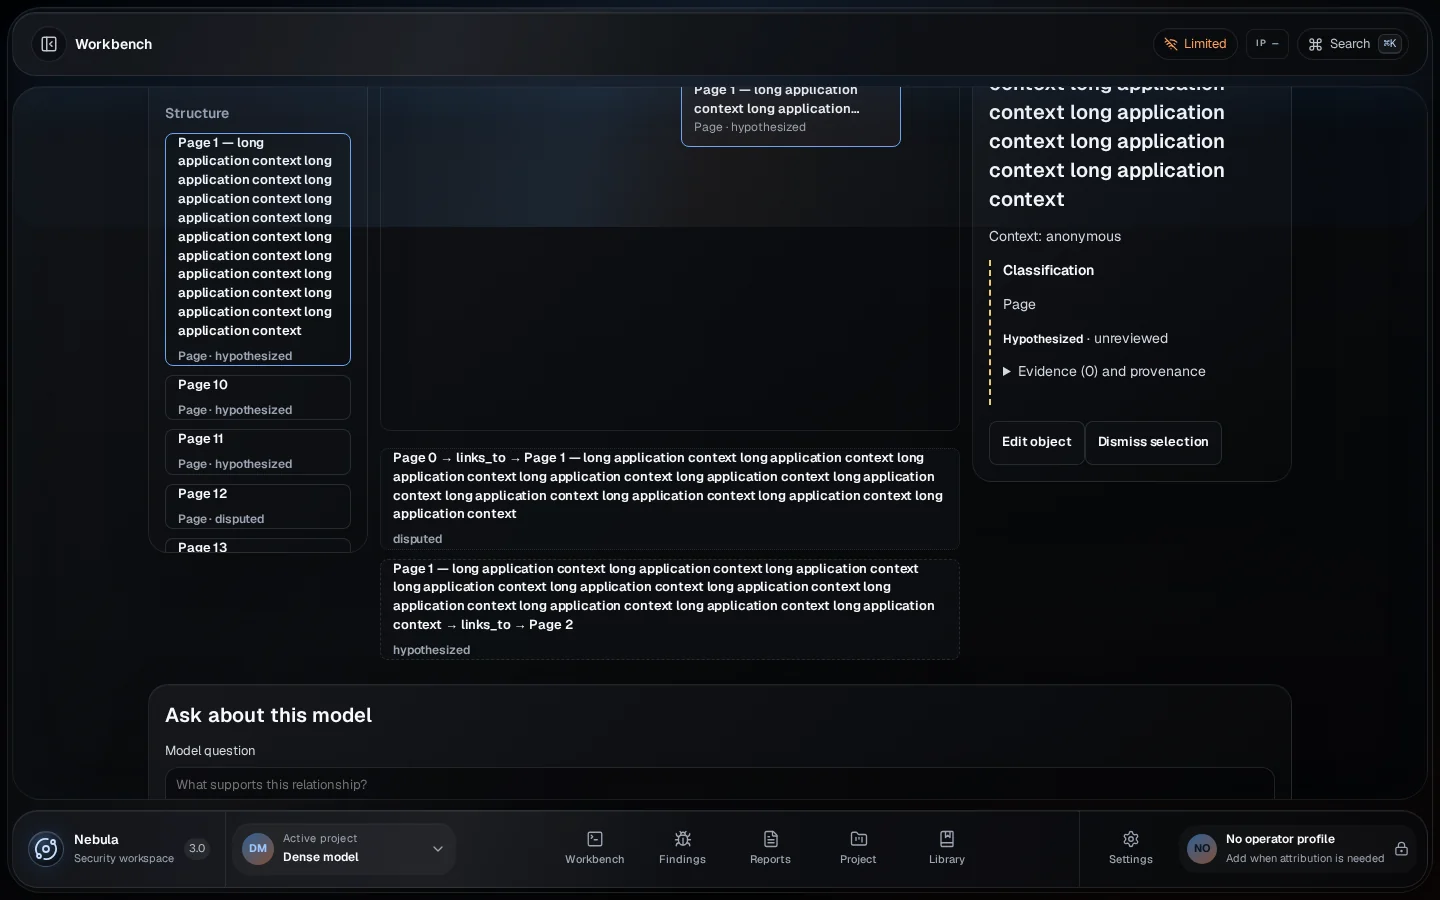 Workbench
Limited
IP –
Search
⌘K
Structure
Page 1 — long
application context long
application context long
application context long
application context long
application context long
application context long
application context long
application context long
application context long
application context
Page · hypothesized
Page 10
Page · hypothesized
Page 11
Page · hypothesized
Page 12
Page · disputed
Page 13
Page 1 — long application
context long application…
Page · hypothesized
Page 0 → links_to → Page 1 — long application context long application context long
application context long application context long application context long application
context long application context long application context long application context long
application context
disputed
Page 1 — long application context long application context long application context
long application context long application context long application context long
application context long application context long application context long application
context → links_to → Page 2
hypothesized
context long application
context long application
context long application
context long application
context
Context: anonymous
Classification
Page
Hypothesized · unreviewed
Evidence (0) and provenance
Edit object
Dismiss selection
Ask about this model
Model question
What supports this relationship?
Nebula
Security workspace
3.0
DM
Active project
Dense model
Workbench
Findings
Reports
Project
Library
Settings
NO
No operator profile
Add when attribution is needed